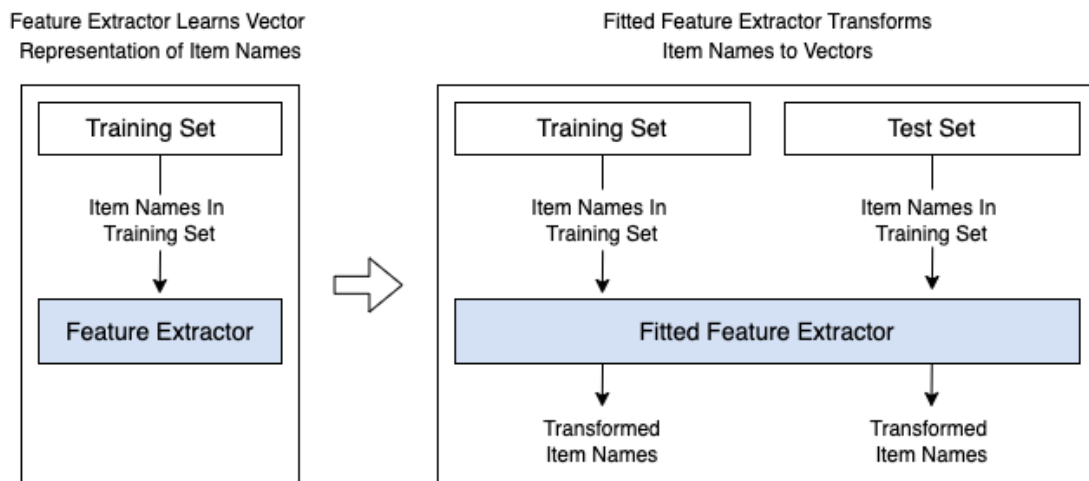 Feature Extractor Learns Vector
Representation of Item Names
Training Set
Item Names In
Training Set
Feature Extractor
Fitted Feature Extractor Transforms
Item Names to Vectors
Training Set
Test Set
Item Names In
Training Set
Item Names In
Training Set
Fitted Feature Extractor
Transformed
Item Names
Transformed
Item Names